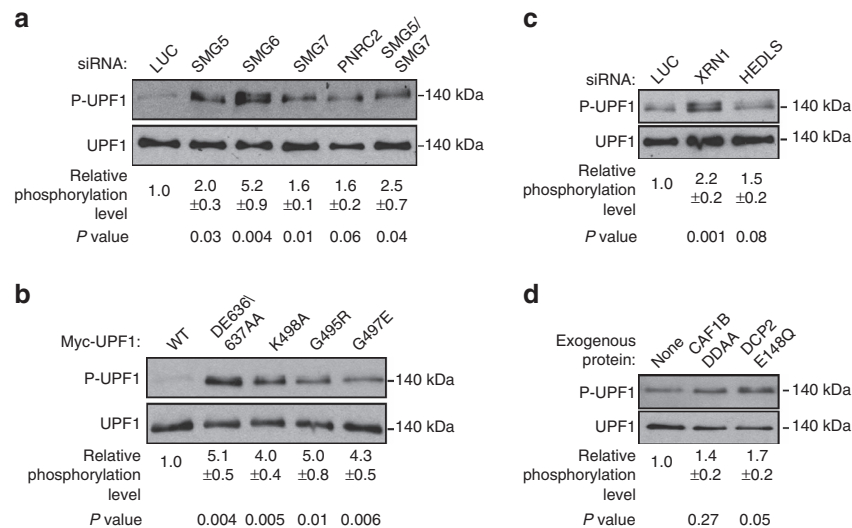 a
siRNA: LUC SMG5 SMG6 SMG7 PNRC2 SMG5/
SMG7
P-UPF1 140 kDa
UPF1 140 kDa
Relative
phosphorylation
level
1.0 2.0 5.2 1.6 1.6 2.5
±0.3 ±0.9 ±0.1 ±0.2 ±0.7
P value 0.03 0.004 0.01 0.06 0.04
b
Myc-UPF1: WT DE636\
637AA K498A G495R G497E
P-UPF1 140 kDa
UPF1 140 kDa
Relative
phosphorylation
level
1.0 5.1 4.0 5.0 4.3
±0.5 ±0.4 ±0.8 ±0.5
P value 0.004 0.005 0.01 0.006
c
siRNA: LUC XRN1 HEDLS
P-UPF1 140 kDa
UPF1 140 kDa
Relative
phosphorylation
level
1.0 2.2 1.5
±0.2 ±0.2
P value 0.001 0.08
d
Exogenous
protein: None CAF1B
DDAA DCP2
E148Q
P-UPF1 140 kDa
UPF1 140 kDa
Relative
phosphorylation
level
1.0 1.4 1.7
±0.2 ±0.2
P value 0.27 0.05